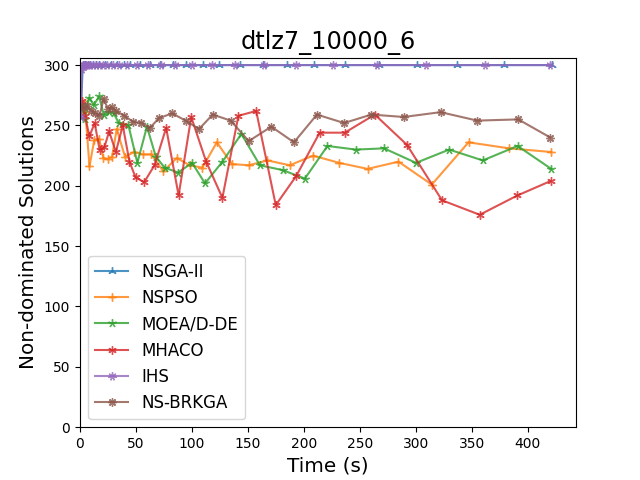 dtlz7_10000_6
Non-dominated Solutions
300
250
200
150
100
50
0
NSGA-II
NSPSO
MOEA/D-DE
MHACO
IHS
NS-BRKGA
0 50 100 150 200 250 300 350 400
Time (s)